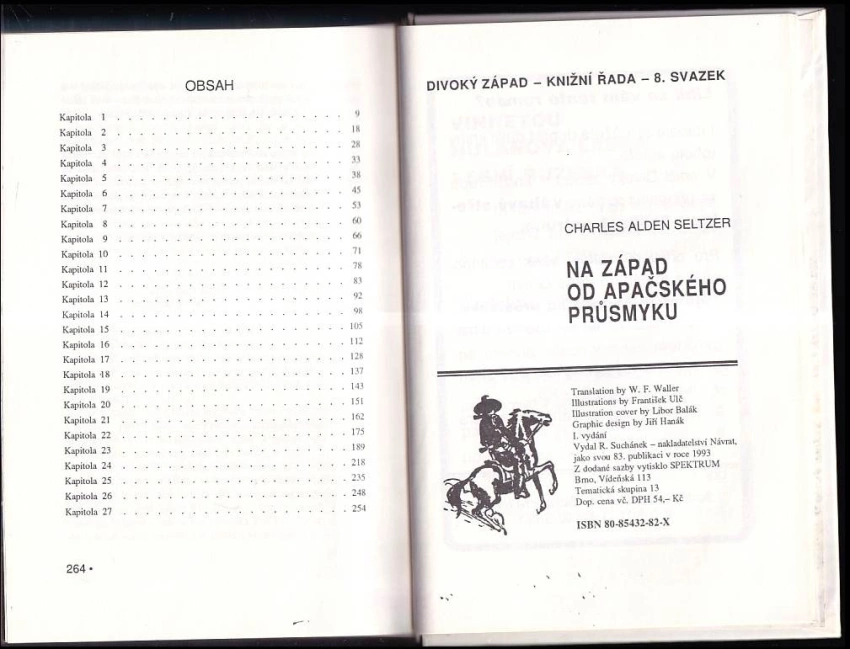 OBSAH
Kapitola 1 . . . . . . . . . . . . . . . . . . . . 9
Kapitola 2 . . . . . . . . . . . . . . . . . . . . 18
Kapitola 3 . . . . . . . . . . . . . . . . . . . . 28
Kapitola 4 . . . . . . . . . . . . . . . . . . . . 33
Kapitola 5 . . . . . . . . . . . . . . . . . . . . 38
Kapitola 6 . . . . . . . . . . . . . . . . . . . . 45
Kapitola 7 . . . . . . . . . . . . . . . . . . . . 53
Kapitola 8 . . . . . . . . . . . . . . . . . . . . 60
Kapitola 9 . . . . . . . . . . . . . . . . . . . . 66
Kapitola 10 . . . . . . . . . . . . . . . . . . . . 71
Kapitola 11 . . . . . . . . . . . . . . . . . . . . 78
Kapitola 12 . . . . . . . . . . . . . . . . . . . . 83
Kapitola 13 . . . . . . . . . . . . . . . . . . . . 92
Kapitola 14 . . . . . . . . . . . . . . . . . . . . 98
Kapitola 15 . . . . . . . . . . . . . . . . . . . . 105
Kapitola 16 . . . . . . . . . . . . . . . . . . . . 112
Kapitola 17 . . . . . . . . . . . . . . . . . . . . 128
Kapitola 18 . . . . . . . . . . . . . . . . . . . . 137
Kapitola 19 . . . . . . . . . . . . . . . . . . . . 143
Kapitola 20 . . . . . . . . . . . . . . . . . . . . 151
Kapitola 21 . . . . . . . . . . . . . . . . . . . . 162
Kapitola 22 . . . . . . . . . . . . . . . . . . . . 175
Kapitola 23 . . . . . . . . . . . . . . . . . . . . 189
Kapitola 24 . . . . . . . . . . . . . . . . . . . . 218
Kapitola 25 . . . . . . . . . . . . . . . . . . . . 235
Kapitola 26 . . . . . . . . . . . . . . . . . . . . 248
Kapitola 27 . . . . . . . . . . . . . . . . . . . . 254
264 •
DIVOKÝ ZÁPAD – KNIŽNÍ ŘADA – 8. SVAZEK
CHARLES ALDEN SELTZER
NA ZÁPAD
OD APAČSKÉHO
PRŮSMYKU
Translation by W. F. Waller
Illustrations by František Ulč
Illustration cover by Libor Balák
Graphic design by Jiří Hanák
I. vydání
Vydal R. Suchánek – nakladatelství Návrat,
jako svou 83. publikaci v roce 1993
Z dodané sazby vytisklo SPEKTRUM
Brno, Vídeňská 113
Tematická skupina 13
Dop. cena vč. DPH 54,– Kč
ISBN 80-85432-82-X